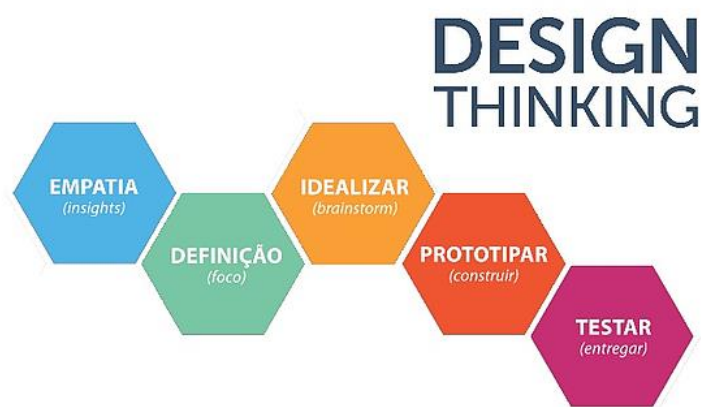 DESIGN
THINKING
EMPATIA
(insights)
DEFINIÇÃO
(foco)
IDEALIZAR
(brainstorm)
PROTOTIPAR
(construir)
TESTAR
(entregar)